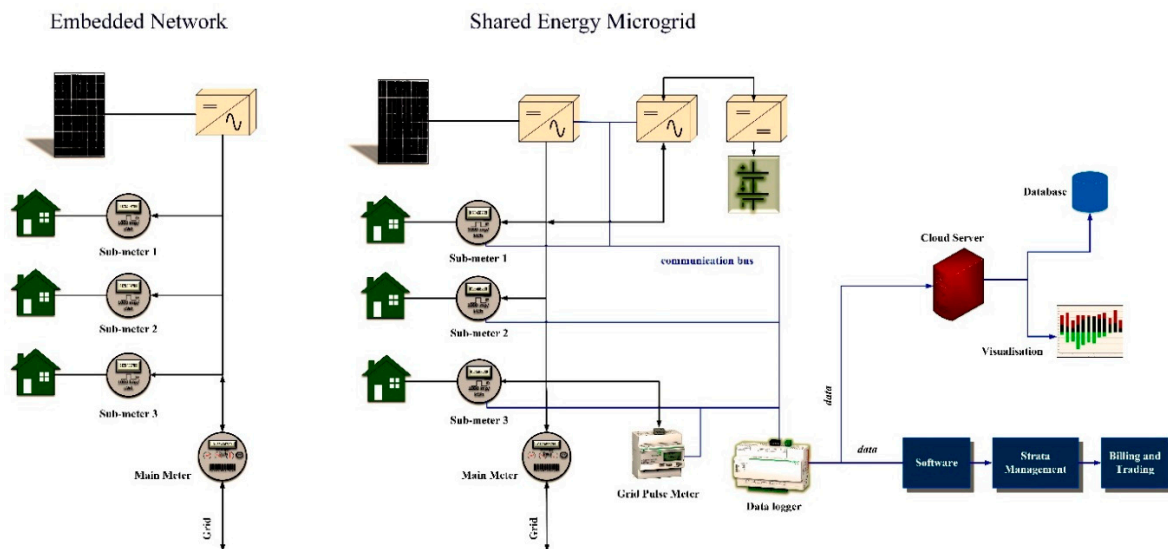 Embedded Network
Shared Energy Microgrid
Sub-meter 1
Sub-meter 2
Sub-meter 3
Main Meter
Grid
Sub-meter 1
communication bus
Sub-meter 2
Sub-meter 3
Main Meter
Grid
Grid Pulse Meter
Data logger
data
data
Cloud Server
Database
Visualisation
Software
Strata
Management
Billing and
Trading